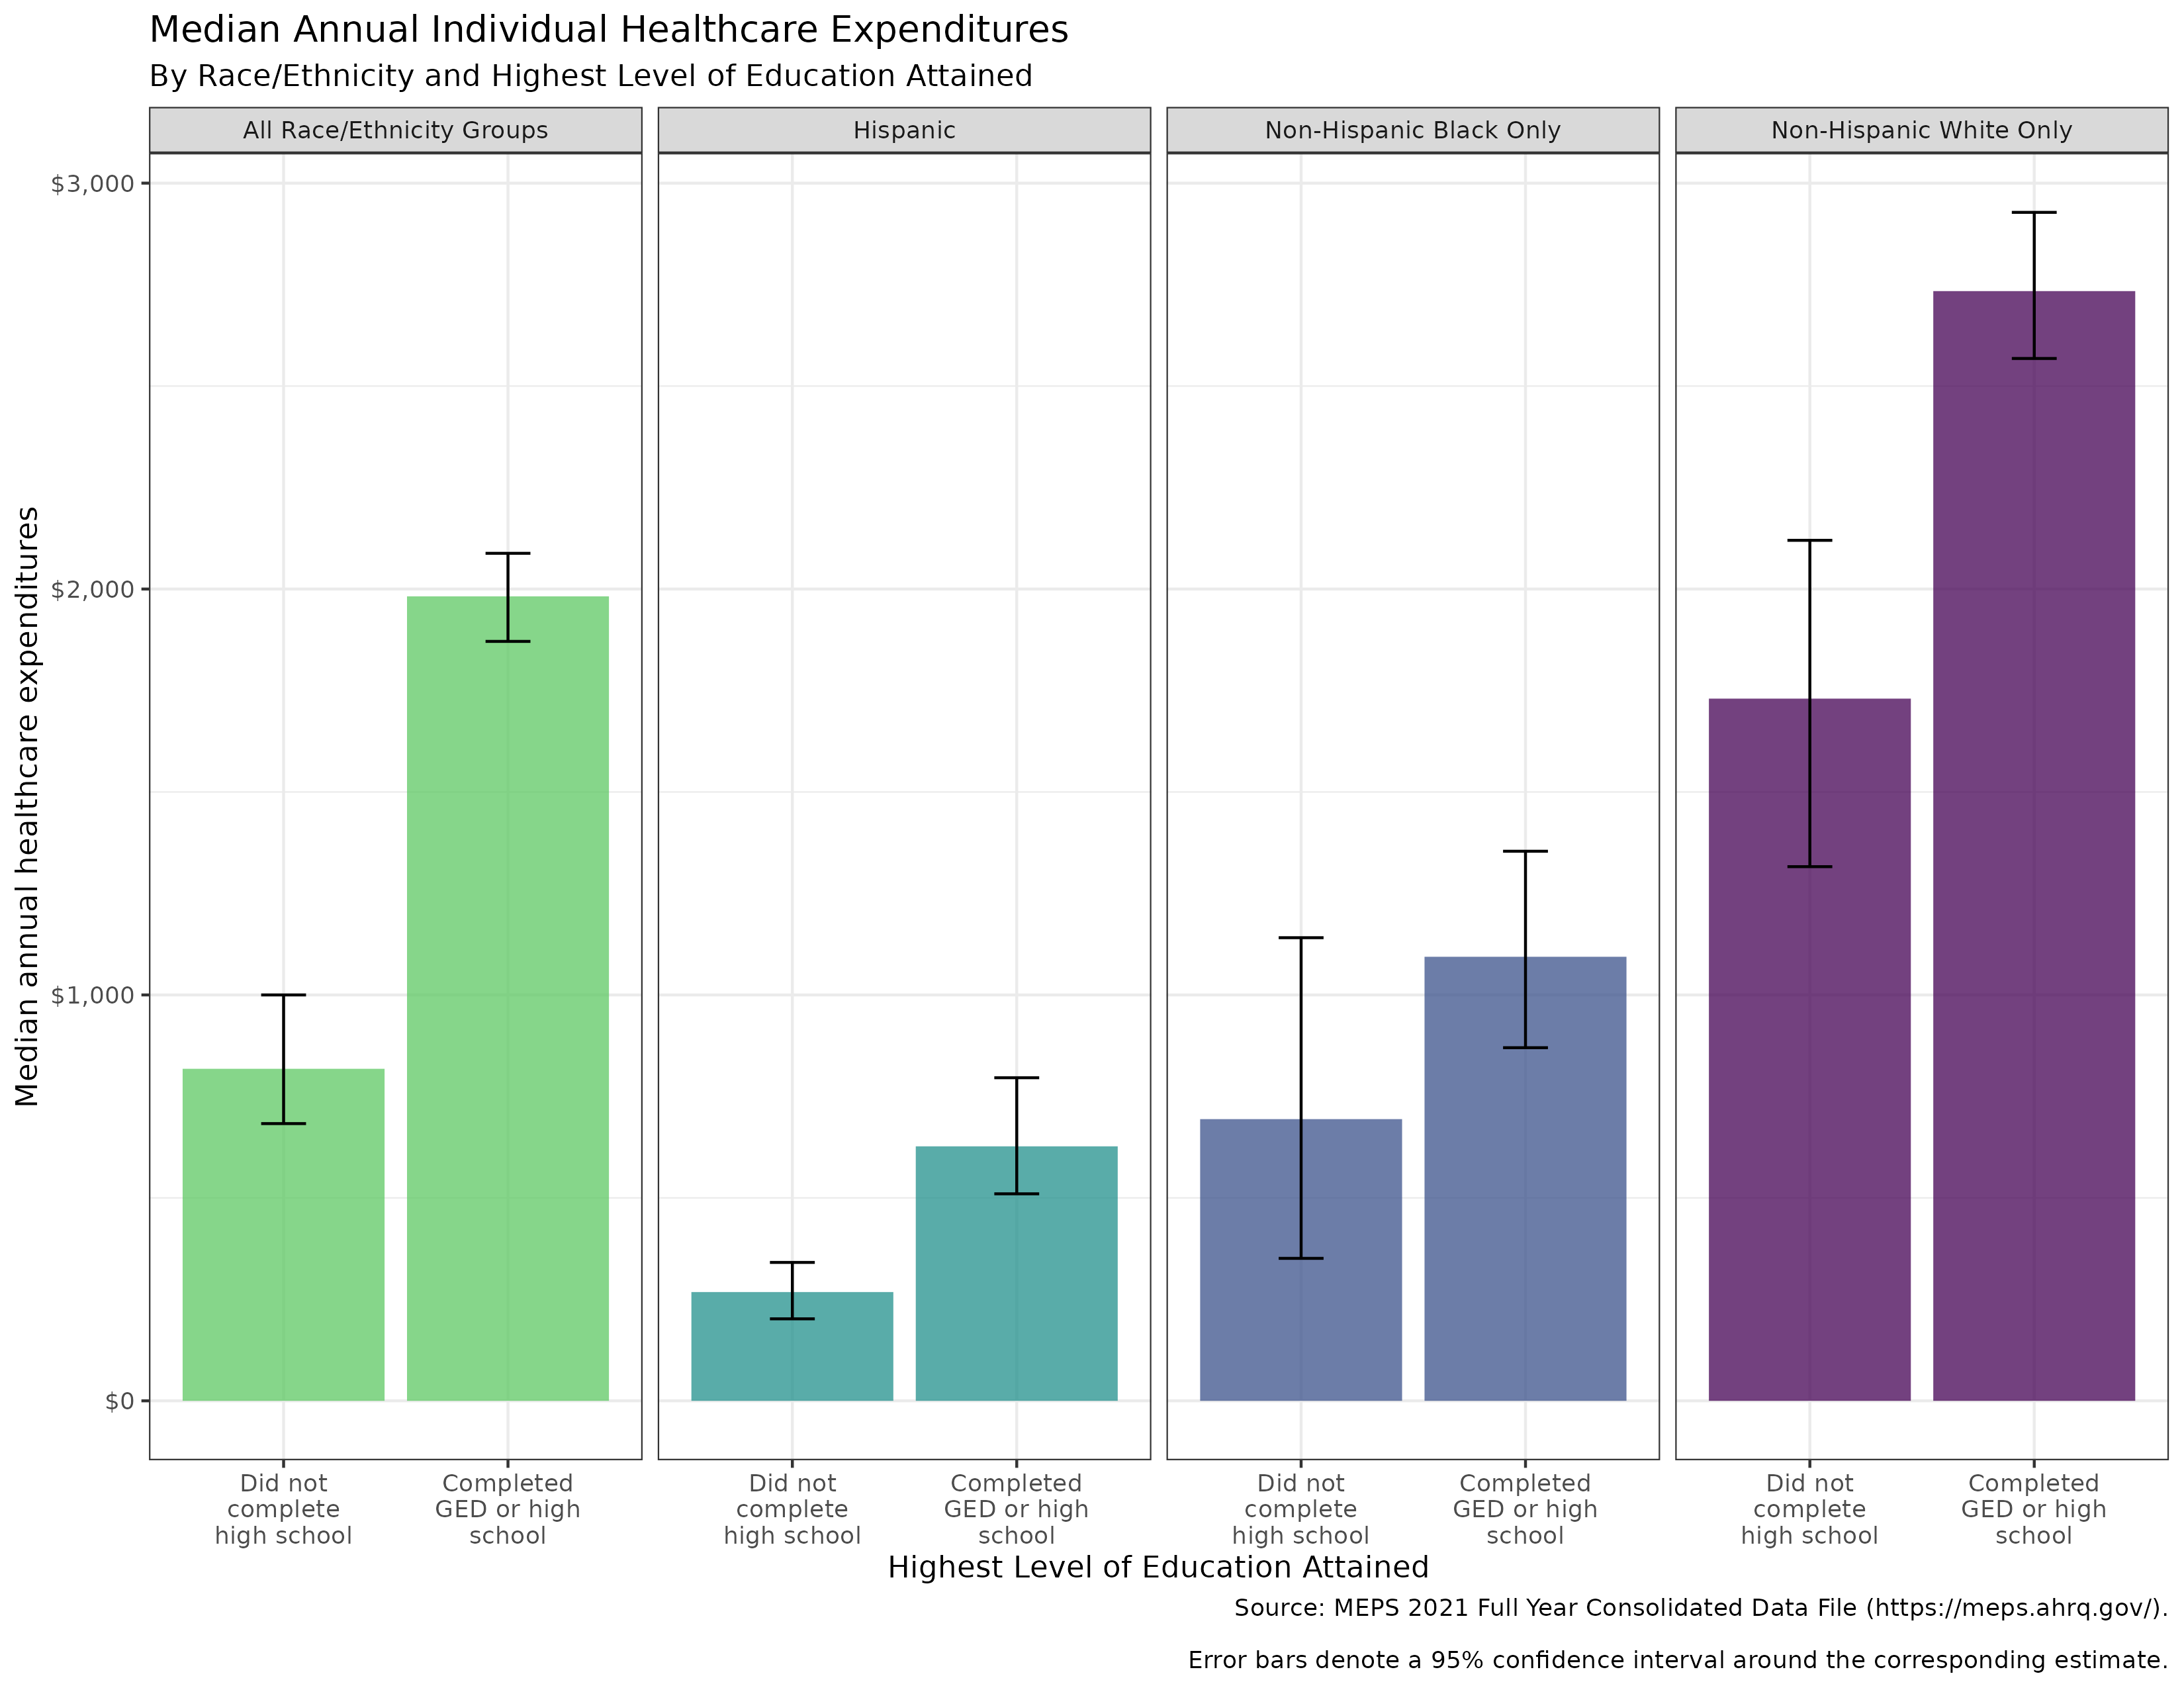 Median Annual Individual Healthcare Expenditures
By Race/Ethnicity and Highest Level of Education Attained
All Race/Ethnicity Groups
Hispanic
Non-Hispanic Black Only
Non-Hispanic White Only
Median annual healthcare expenditures
$3,000
$2,000
$1,000
$0
Did not
complete
high school
Completed
GED or high
school
Did not
complete
high school
Completed
GED or high
school
Did not
complete
high school
Completed
GED or high
school
Did not
complete
high school
Completed
GED or high
school
Highest Level of Education Attained
Source: MEPS 2021 Full Year Consolidated Data File (https://meps.ahrq.gov/).
Error bars denote a 95% confidence interval around the corresponding estimate.